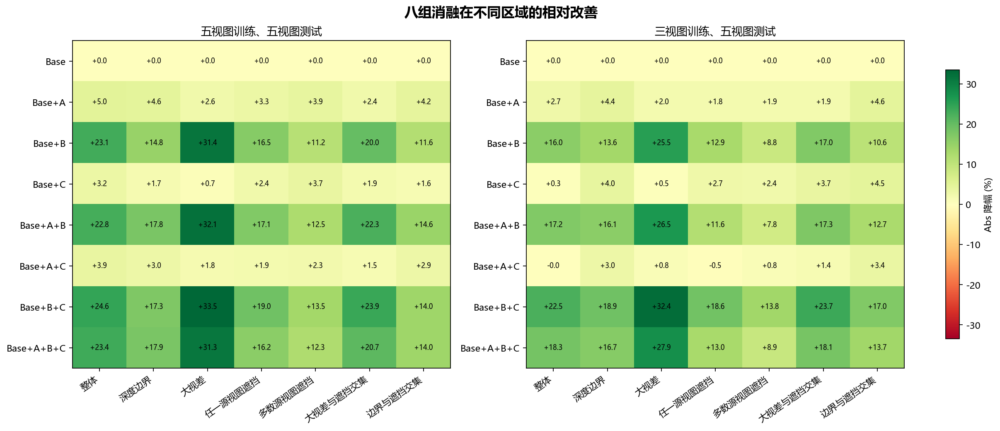 八组消融在不同区域的相对改善
五视图训练、五视图测试
Base +0.0 +0.0 +0.0 +0.0 +0.0 +0.0 +0.0
Base+A +5.0 +4.6 +2.6 +3.3 +3.9 +2.4 +4.2
Base+B +23.1 +14.8 +31.4 +16.5 +11.2 +20.0 +11.6
Base+C +3.2 +1.7 +0.7 +2.4 +3.7 +1.9 +1.6
Base+A+B +22.8 +17.8 +32.1 +17.1 +12.5 +22.3 +14.6
Base+A+C +3.9 +3.0 +1.8 +1.9 +2.3 +1.5 +2.9
Base+B+C +24.6 +17.3 +33.5 +19.0 +13.5 +23.9 +14.0
Base+A+B+C +23.4 +17.9 +31.3 +16.2 +12.3 +20.7 +14.0
整体
深度边界
大视差
任一源视图遮挡
多数源视图遮挡
大视差与遮挡交集
边界与遮挡交集
三视图训练、五视图测试
Base +0.0 +0.0 +0.0 +0.0 +0.0 +0.0 +0.0
Base+A +2.7 +4.4 +2.0 +1.8 +1.9 +1.9 +4.6
Base+B +16.0 +13.6 +25.5 +12.9 +8.8 +17.0 +10.6
Base+C +0.3 +4.0 +0.5 +2.7 +2.4 +3.7 +4.5
Base+A+B +17.2 +16.1 +26.5 +11.6 +7.8 +17.3 +12.7
Base+A+C -0.0 +3.0 +0.8 -0.5 +0.8 +1.4 +3.4
Base+B+C +22.5 +18.9 +32.4 +18.6 +13.8 +23.7 +17.0
Base+A+B+C +18.3 +16.7 +27.9 +13.0 +8.9 +18.1 +13.7
整体
深度边界
大视差
任一源视图遮挡
多数源视图遮挡
大视差与遮挡交集
边界与遮挡交集
30
20
10
0
-10
-20
-30
Abs 降幅 (%)